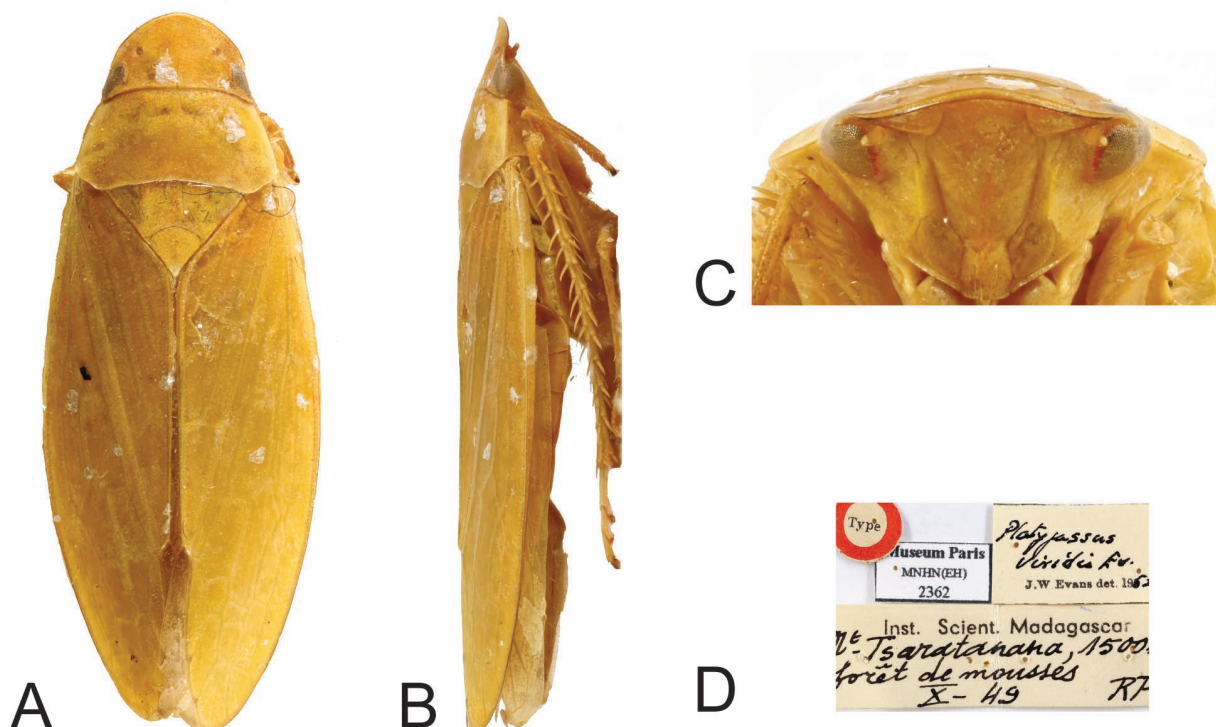 A
B
C
D
Type
Museum Paris
MNHN(EH)
2362
Platyjassus
viridis Ev.
J.W Evans det. 195
Inst. Scient. Madagascar
Mt Tsaratanana, 1500
forêt de mousses
X - 49 RP